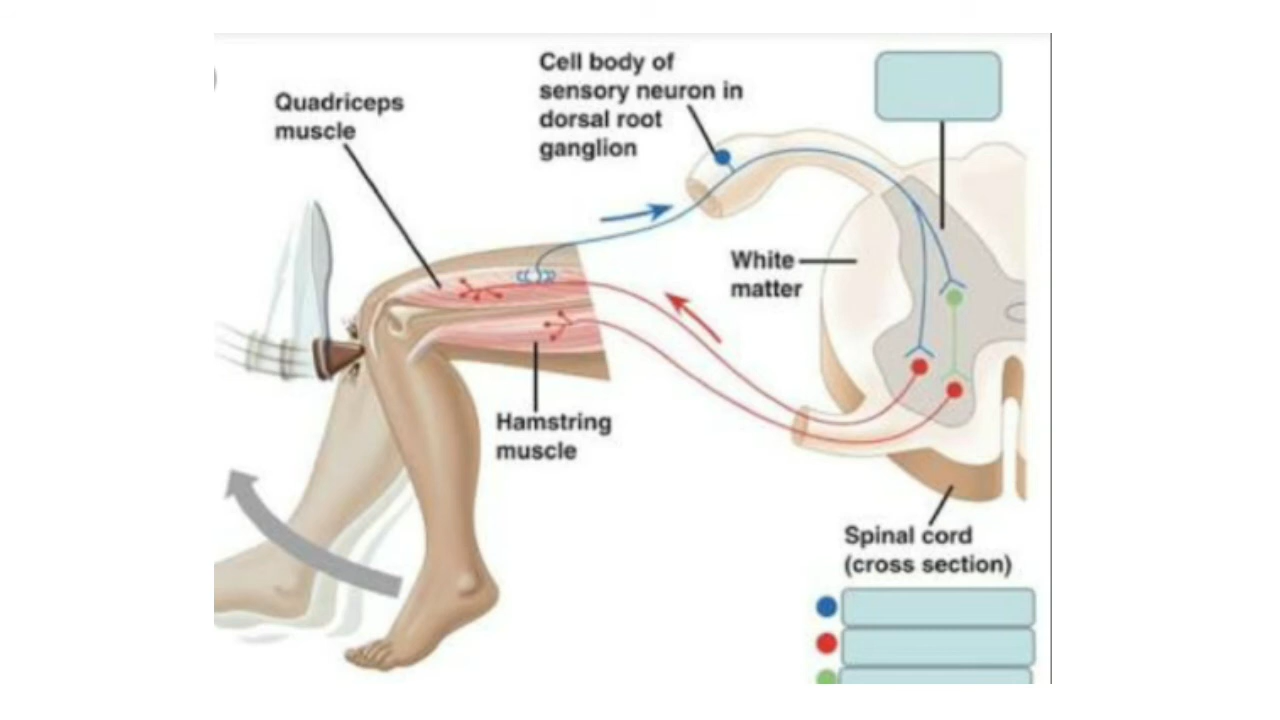 Cell body of
sensory neuron in
dorsal root
ganglion
Quadriceps
muscle
White
matter
Hamstring
muscle
Spinal cord
(cross section)